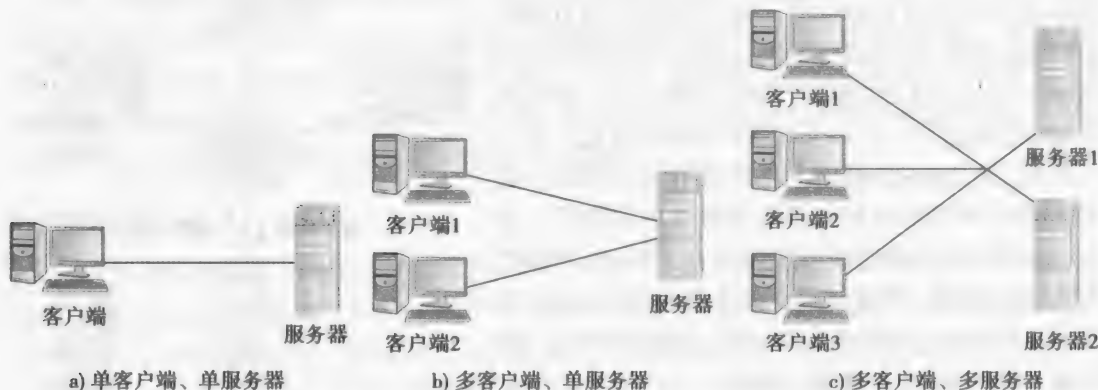 客户端
服务器
a) 单客户端、单服务器
客户端1
客户端2
服务器
b) 多客户端、单服务器
客户端1
客户端2
客户端3
服务器1
服务器2
c) 多客户端、多服务器